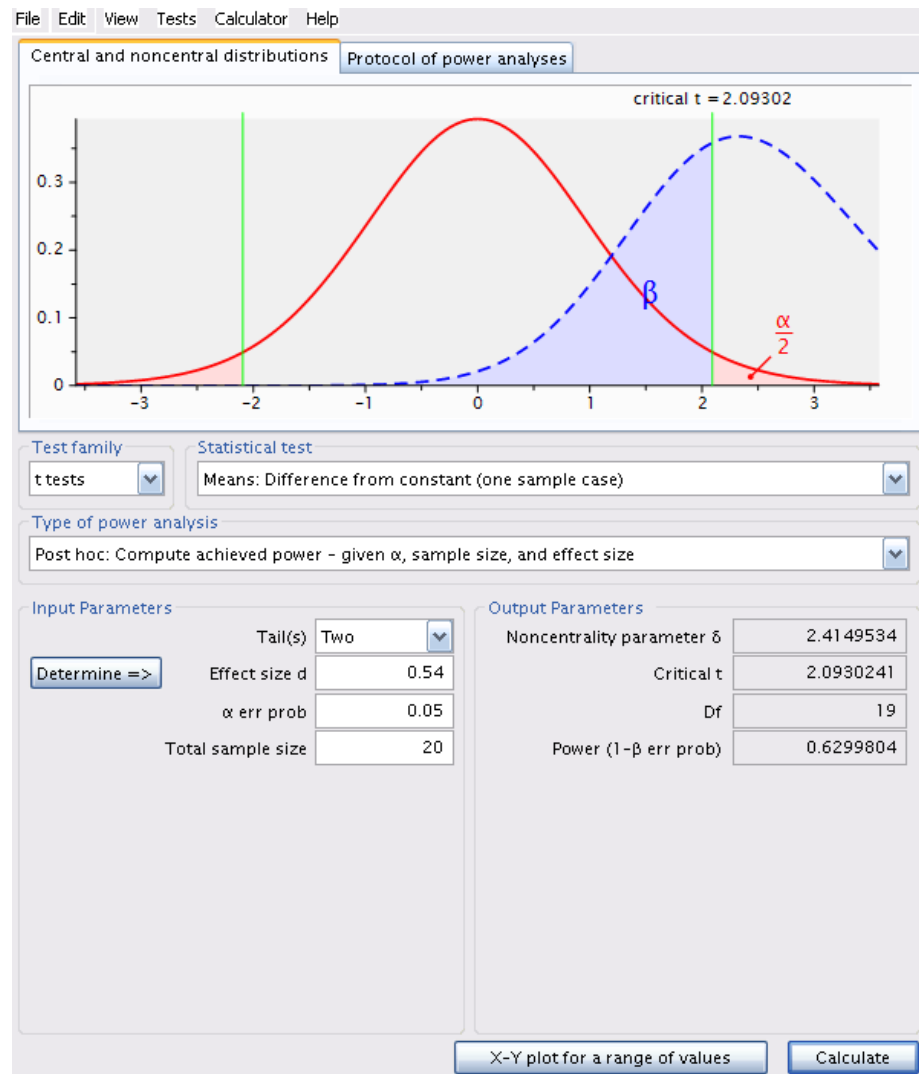 File Edit View Tests Calculator Help
Central and noncentral distributions Protocol of power analyses
critical t = 2.09302
0.3
0.2
β
0.1
α
2
0
-3 -2 -1 0 1 2 3
Test family Statistical test
t tests Means: Difference from constant (one sample case)
Type of power analysis
Post hoc: Compute achieved power - given α, sample size, and effect size
Input Parameters Output Parameters
Tail(s) Two Noncentrality parameter δ 2.4149534
Determine => Effect size d 0.54 Critical t 2.0930241
α err prob 0.05 Df 19
Total sample size 20 Power (1-β err prob) 0.6299804
X-Y plot for a range of values Calculate